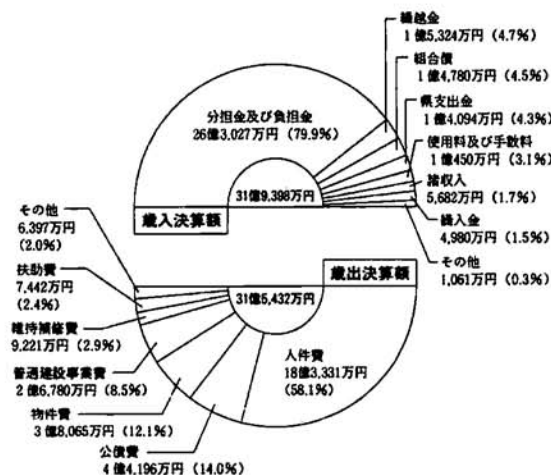 繰越金
1億5,324万円 (4.7%)
組合債
1億4,780万円 (4.5%)
県支出金
1億4,094万円 (4.3%)
使用料及び手数料
1億450万円 (3.1%)
諸収入
5,682万円 (1.7%)
繰入金
4,980万円 (1.5%)
その他
1,061万円 (0.3%)
分担金及び負担金
26億3,027万円 (79.9%)
31億9,398万円
歳入決算額
歳出決算額
31億5,432万円
その他
6,397万円
(2.0%)
扶助費
7,442万円
(2.4%)
維持補修費
9,221万円 (2.9%)
普通建設事業費
2億6,780万円 (8.5%)
物件費
3億8,065万円 (12.1%)
公債費
4億4,196万円 (14.0%)
人件費
18億3,331万円
(58.1%)